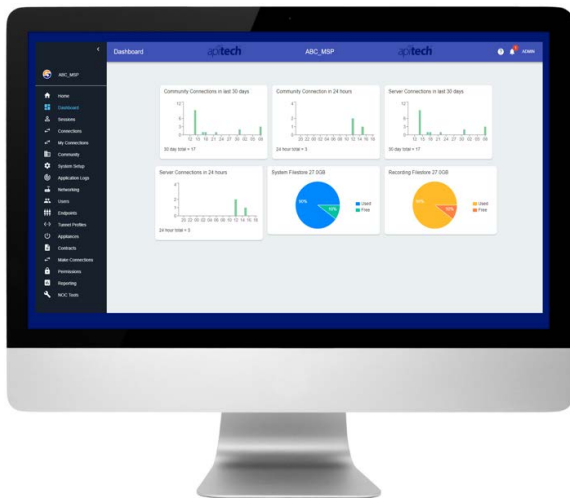 Dashboard
apitech
ABC_MSP
apitech
ADMIN
ABC_MSP
Home
Dashboard
Sessions
Connections
My Connections
Community
System Setup
Application Logs
Networking
Users
Endpoints
Tunnel Profiles
Appliances
Contracts
Make Connections
Permissions
Reporting
NOC Tools
Community Connections in last 30 days
30 day total = 17
Community Connection in 24 hours
24 hour total = 3
Server Connections in last 30 days
30 day total = 17
Server Connections in 24 hours
24 hour total = 3
System Filestore 27.0GB
Used
Free
Recording Filestore 27.0GB
Used
Free